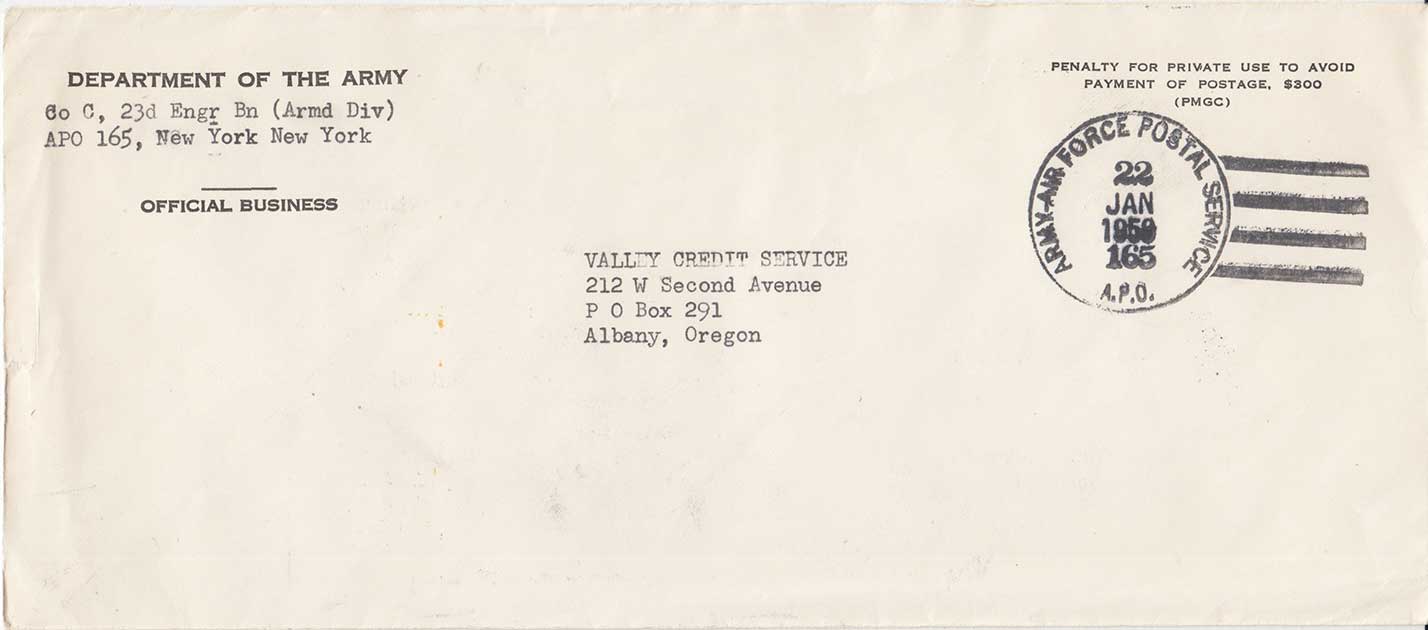 DEPARTMENT OF THE ARMY
Co C, 23d Engr Bn (Armd Div)
APO 165, New York New York
OFFICIAL BUSINESS
PENALTY FOR PRIVATE USE TO AVOID
PAYMENT OF POSTAGE, $300
(PMGC)
ARMY-AIR FORCE POSTAL SERVICE
22
JAN
1959
165
A.P.O.
VALLEY CREDIT SERVICE
212 W Second Avenue
P O Box 291
Albany, Oregon